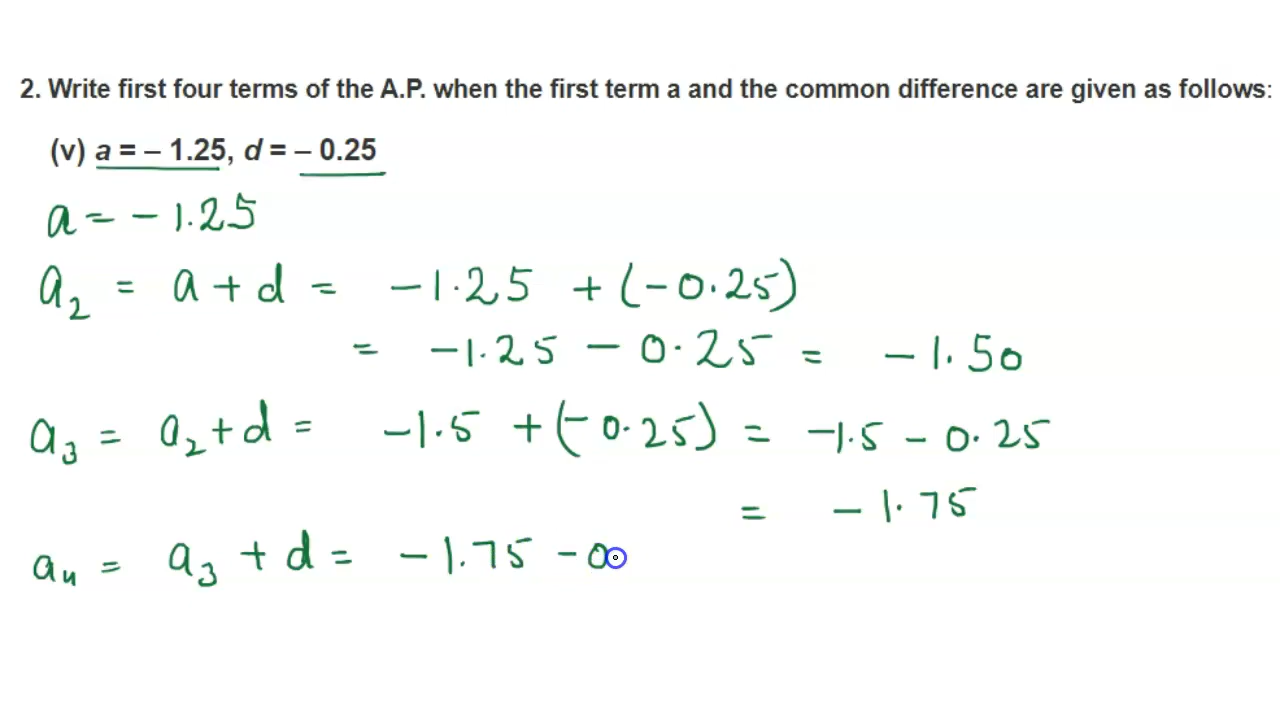 2. Write first four terms of the A.P. when the first term a and the common difference are given as follows:
(v) a = – 1.25, d = – 0.25
a = - 1.25
a2 = a + d = -1.25 + (-0.25)
= -1.25 - 0.25 = -1.50
a3 = a2 + d = -1.5 + (-0.25) = -1.5 - 0.25
= -1.75
a4 = a3 + d = -1.75 - 0.